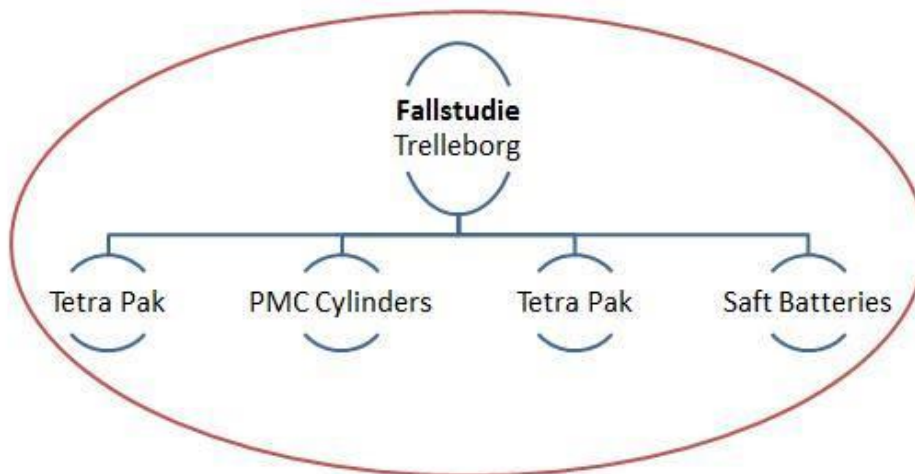 Fallstudie
Trelleborg
Tetra Pak
PMC Cylinders
Tetra Pak
Saft Batteries